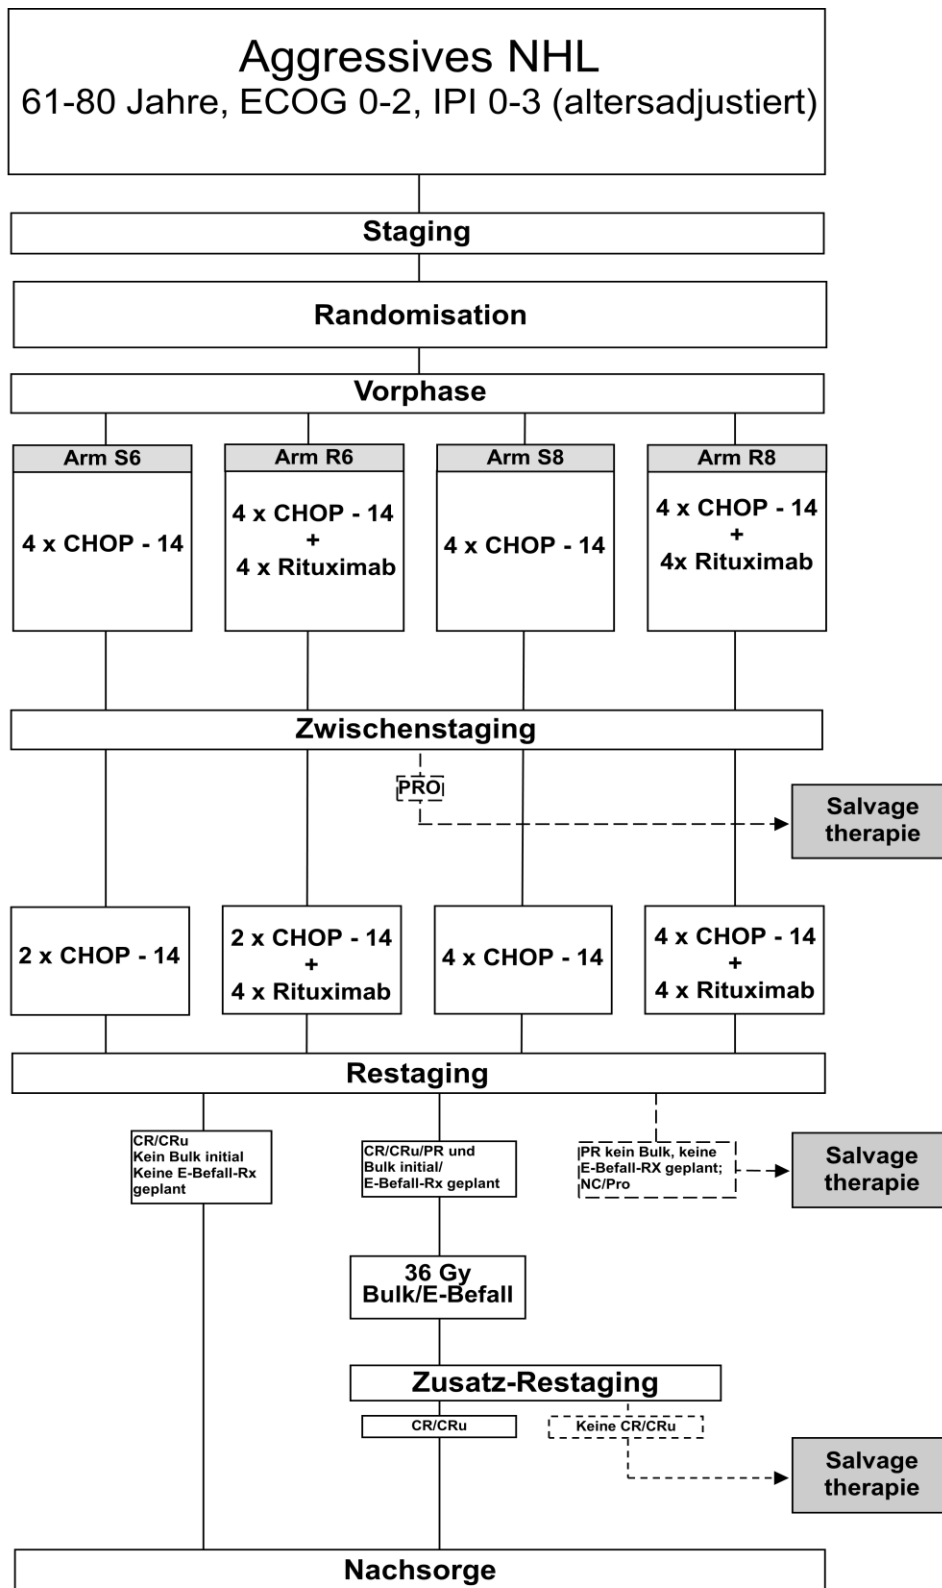 Aggressives NHL
61-80 Jahre, ECOG 0-2, IPI 0-3 (altersadjustiert)
Staging
Randomisation
Vorphase
Arm S6
4 x CHOP - 14
Arm R6
4 x CHOP - 14
+
4 x Rituximab
Arm S8
4 x CHOP - 14
Arm R8
4 x CHOP - 14
+
4x Rituximab
Zwischenstaging
PRO
Salvage
therapie
2 x CHOP - 14
2 x CHOP - 14
+
4 x Rituximab
4 x CHOP - 14
4 x CHOP - 14
+
4 x Rituximab
Restaging
CR/CRu
Kein Bulk initial
Keine E-Befall-Rx
geplant
CR/CRu/PR und
Bulk initial/
E-Befall-Rx geplant
PR kein Bulk, keine
E-Befall-RX geplant;
NC/Pro
Salvage
therapie
36 Gy
Bulk/E-Befall
Zusatz-Restaging
CR/CRu
Keine CR/CRu
Salvage
therapie
Nachsorge